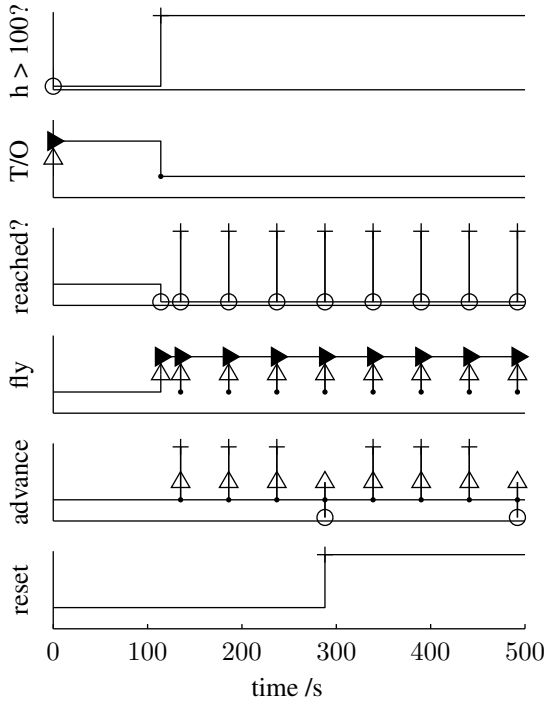 h > 100?
T/O
reached?
fly
advance
reset
0 100 200 300 400 500
time /s